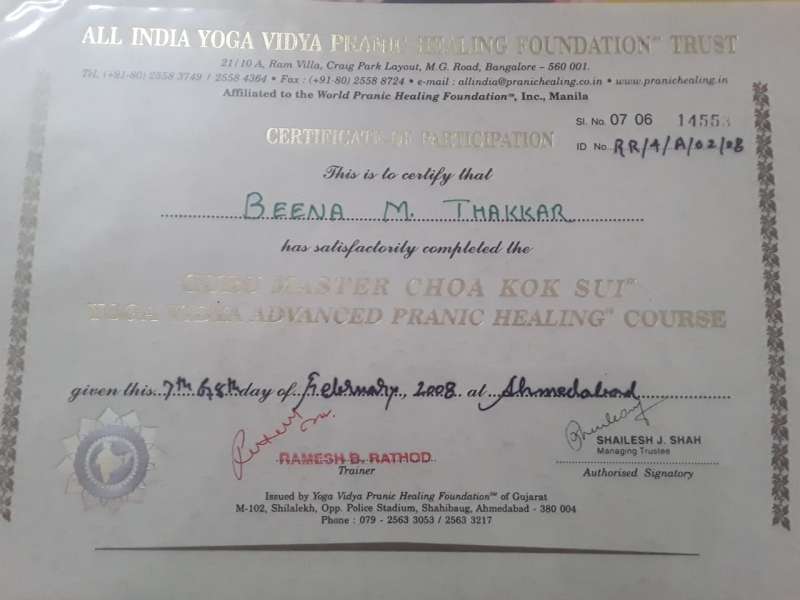 ALL INDIA YOGA VIDYA PRANIC HEALING FOUNDATION™ TRUST
21/10 A, Ram Villa, Craig Park Layout, M.G. Road, Bangalore – 560 001.
Tel. (+91-80) 2558 3749 / 2558 4364 • Fax : (+91-80) 2558 8724 • e-mail : allindia@pranichealing.co.in • www.pranichealing.in
Affiliated to the World Pranic Healing Foundation℠, Inc., Manila
Sl. No. 07 06 14553
CERTIFICATE OF PARTICIPATION
ID No. RR/4/A/02/08
This is to certify that
BEENA M. THAKKAR
has satisfactorily completed the
GURU MASTER CHOA KOK SUI®
YOGA VIDYA ADVANCED PRANIC HEALING® COURSE
given this 7th & 8th day of February, 2008 at Ahmedabad
RAMESH B. RATHOD
Trainer
SHAILESH J. SHAH
Managing Trustee
Authorised Signatory
Issued by Yoga Vidya Pranic Healing Foundation℠ of Gujarat
M-102, Shilalekh, Opp. Police Stadium, Shahibaug, Ahmedabad - 380 004
Phone : 079 - 2563 3053 / 2563 3217